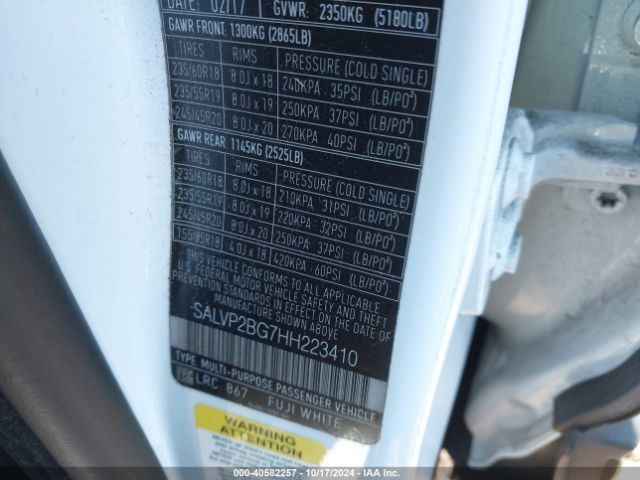 DATE: 02/17 GVWR: 2350KG (5180LB)
GAWR FRONT: 1300KG (2865LB)
TIRES RIMS PRESSURE (COLD SINGLE)
235/60R18 8.0J x 18 240KPA 35PSI (LB/PO²)
235/55R19 8.0J x 19 250KPA 37PSI (LB/PO²)
245/45R20 8.0J x 20 270KPA 40PSI (LB/PO²)
GAWR REAR: 1145KG (2525LB)
TIRES RIMS PRESSURE (COLD SINGLE)
235/60R18 8.0J x 18 210KPA 31PSI (LB/PO²)
235/55R19 8.0J x 19 220KPA 32PSI (LB/PO²)
245/45R20 8.0J x 20 250KPA 37PSI (LB/PO²)
155/85R18 4.0J x 18 420KPA 60PSI (LB/PO²)
THIS VEHICLE CONFORMS TO ALL APPLICABLE
U.S. FEDERAL MOTOR VEHICLE SAFETY AND THEFT
PREVENTION STANDARDS IN EFFECT ON THE DATE OF
MANUFACTURE SHOWN ABOVE
SALVP2BG7HH223410
TYPE: MULTI-PURPOSE PASSENGER VEHICLE
LRC 867 FUJI WHITE
WARNING
ATTENTION
000-40582257 - 10/17/2024 - IAA Inc.